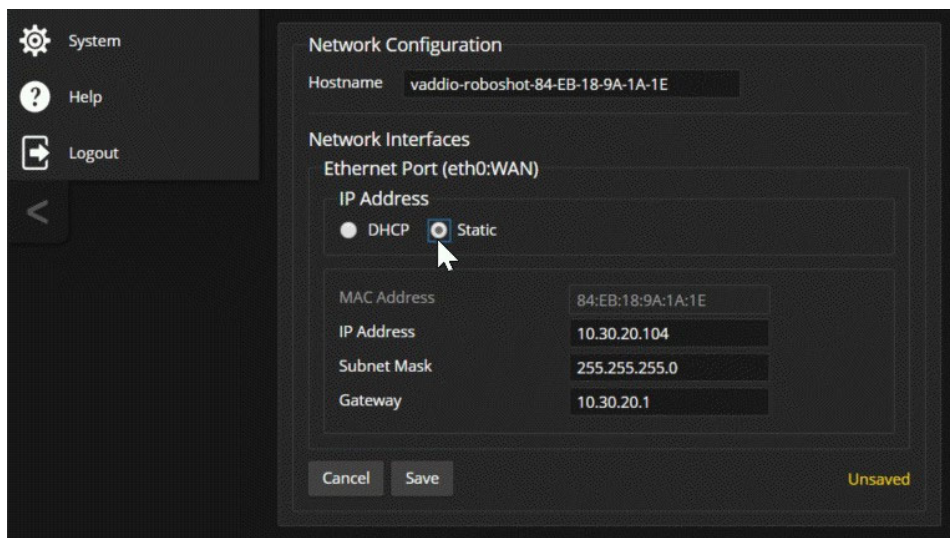 System
Help
Logout
<
Network Configuration
Hostname vaddio-roboshot-84-EB-18-9A-1A-1E
Network Interfaces
Ethernet Port (eth0:WAN)
IP Address
DHCP Static
MAC Address 84:EB:18:9A:1A:1E
IP Address 10.30.20.104
Subnet Mask 255.255.255.0
Gateway 10.30.20.1
Cancel Save Unsaved